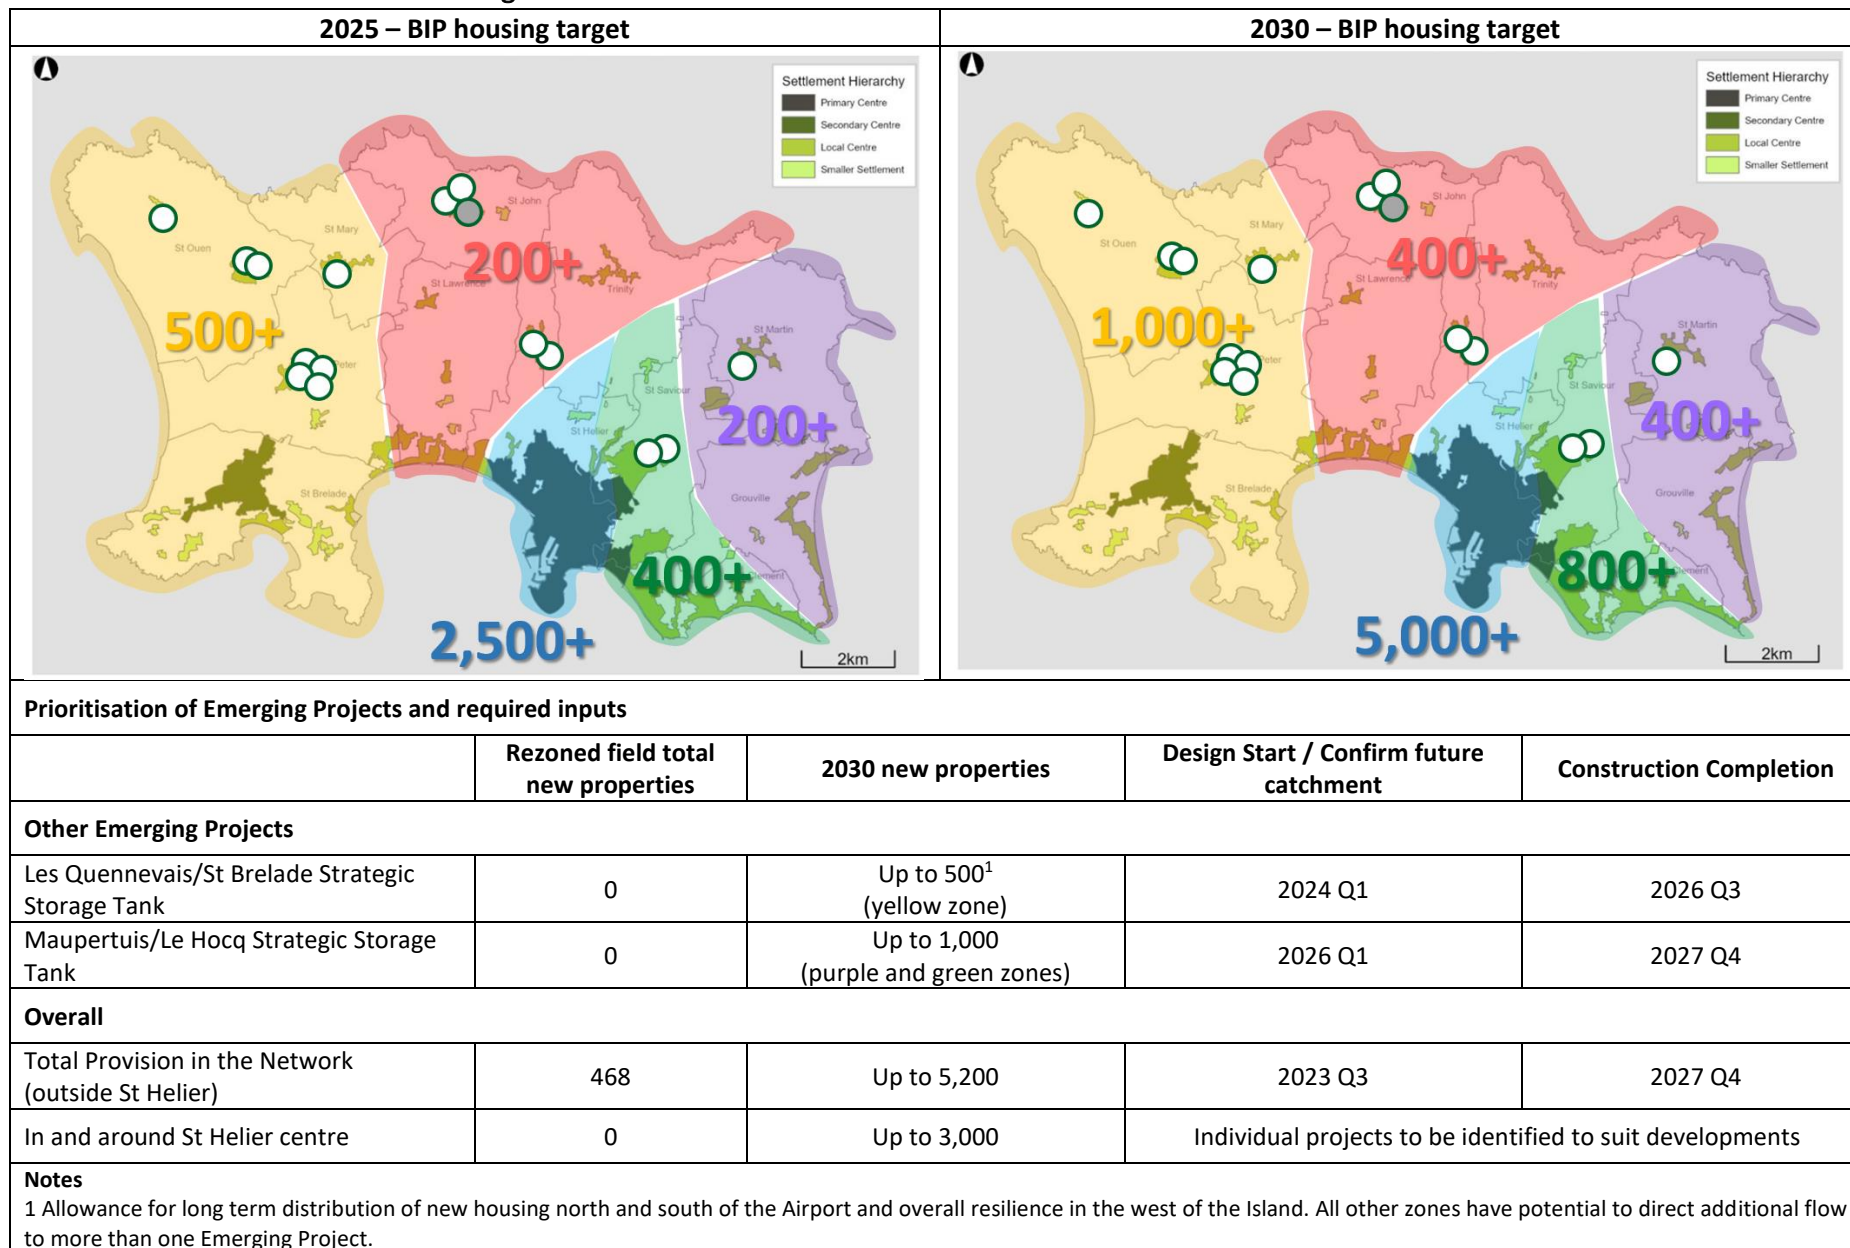 2025 – BIP housing target
2030 – BIP housing target
Settlement Hierarchy
Primary Centre
Secondary Centre
Local Centre
Smaller Settlement
St Ouen
St Mary
St John
200+
St Lawrence
Trinity
500+
Peter
St Martin
St Saviour
200+
St Helier
St Brelade
Grouville
400+
lement
2,500+
2km
Settlement Hierarchy
Primary Centre
Secondary Centre
Local Centre
Smaller Settlement
St Ouen
St Mary
St John
400+
St Lawrence
Trinity
1,000+
Peter
St Martin
St Saviour
400+
St Helier
St Brelade
Grouville
800+
lement
5,000+
2km
Prioritisation of Emerging Projects and required inputs
Rezoned field total
new properties
2030 new properties
Design Start / Confirm future
catchment
Construction Completion
Other Emerging Projects
Les Quennevais/St Brelade Strategic
Storage Tank
0
Up to 500¹
(yellow zone)
2024 Q1
2026 Q3
Maupertuis/Le Hocq Strategic Storage
Tank
0
Up to 1,000
(purple and green zones)
2026 Q1
2027 Q4
Overall
Total Provision in the Network
(outside St Helier)
468
Up to 5,200
2023 Q3
2027 Q4
In and around St Helier centre
0
Up to 3,000
Individual projects to be identified to suit developments
Notes
1 Allowance for long term distribution of new housing north and south of the Airport and overall resilience in the west of the Island. All other zones have potential to direct additional flow
to more than one Emerging Project.